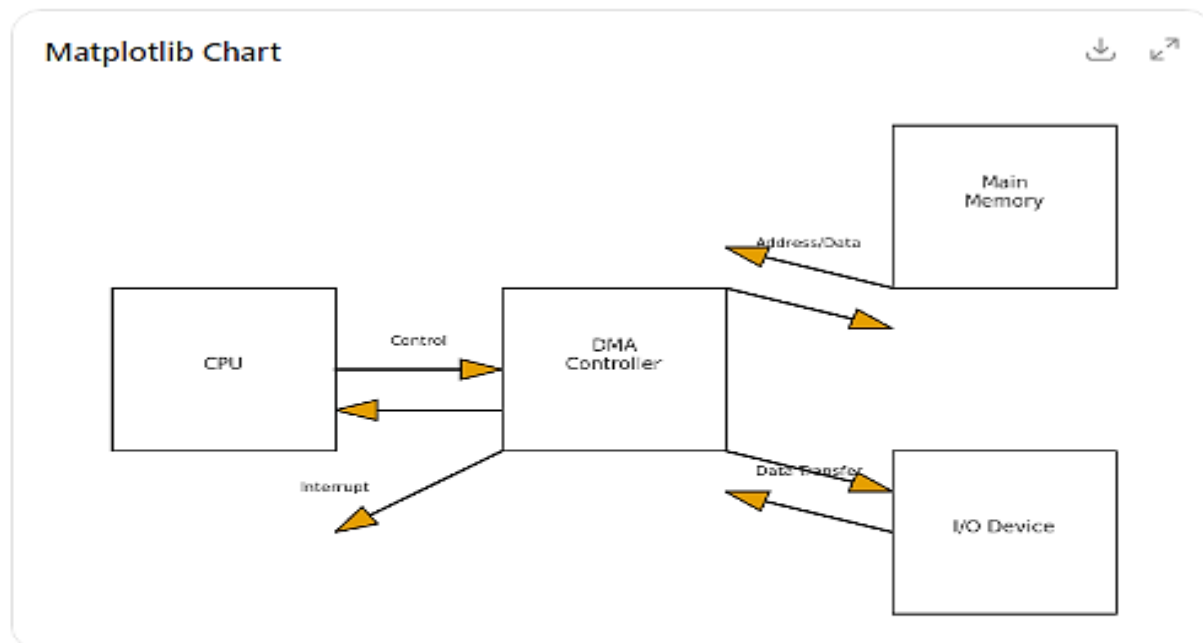 Matplotlib Chart
Main
Memory
Address/Data
Control
DMA
Controller
CPU
Data Transfer
Interrupt
I/O Device